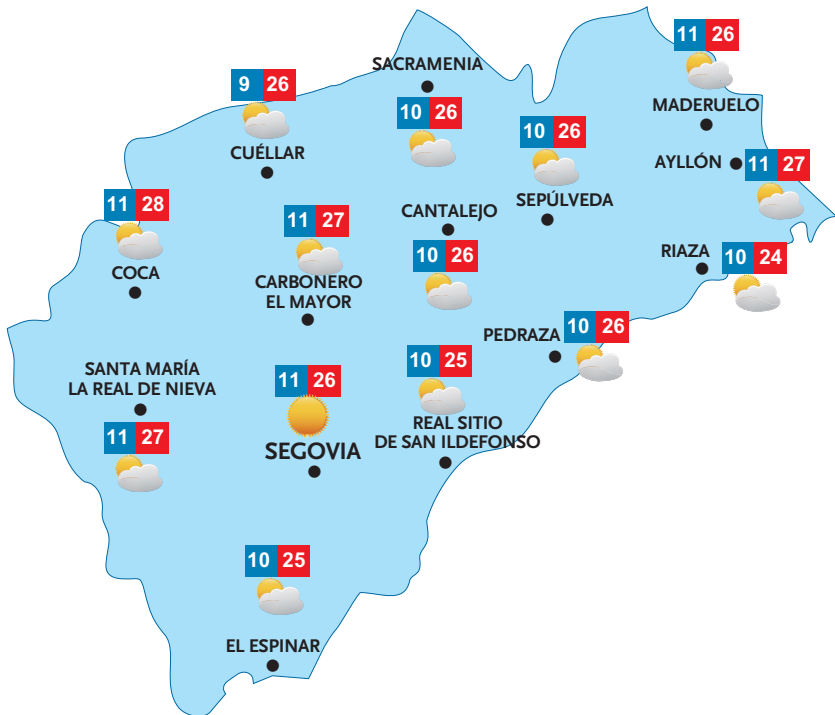 11 26
MADERUELO
SACRAMENIA
10 26
9 26
CUÉLLAR
10 26
SEPÚLVEDA
AYLLÓN
11 27
11 28
COCA
11 27
CARBONERO
EL MAYOR
CANTALEJO
10 26
RIAZA
10 24
PEDRAZA
10 26
SANTA MARÍA
LA REAL DE NIEVA
11 27
11 26
SEGOVIA
10 25
REAL SITIO
DE SAN ILDEFONSO
10 25
EL ESPINAR